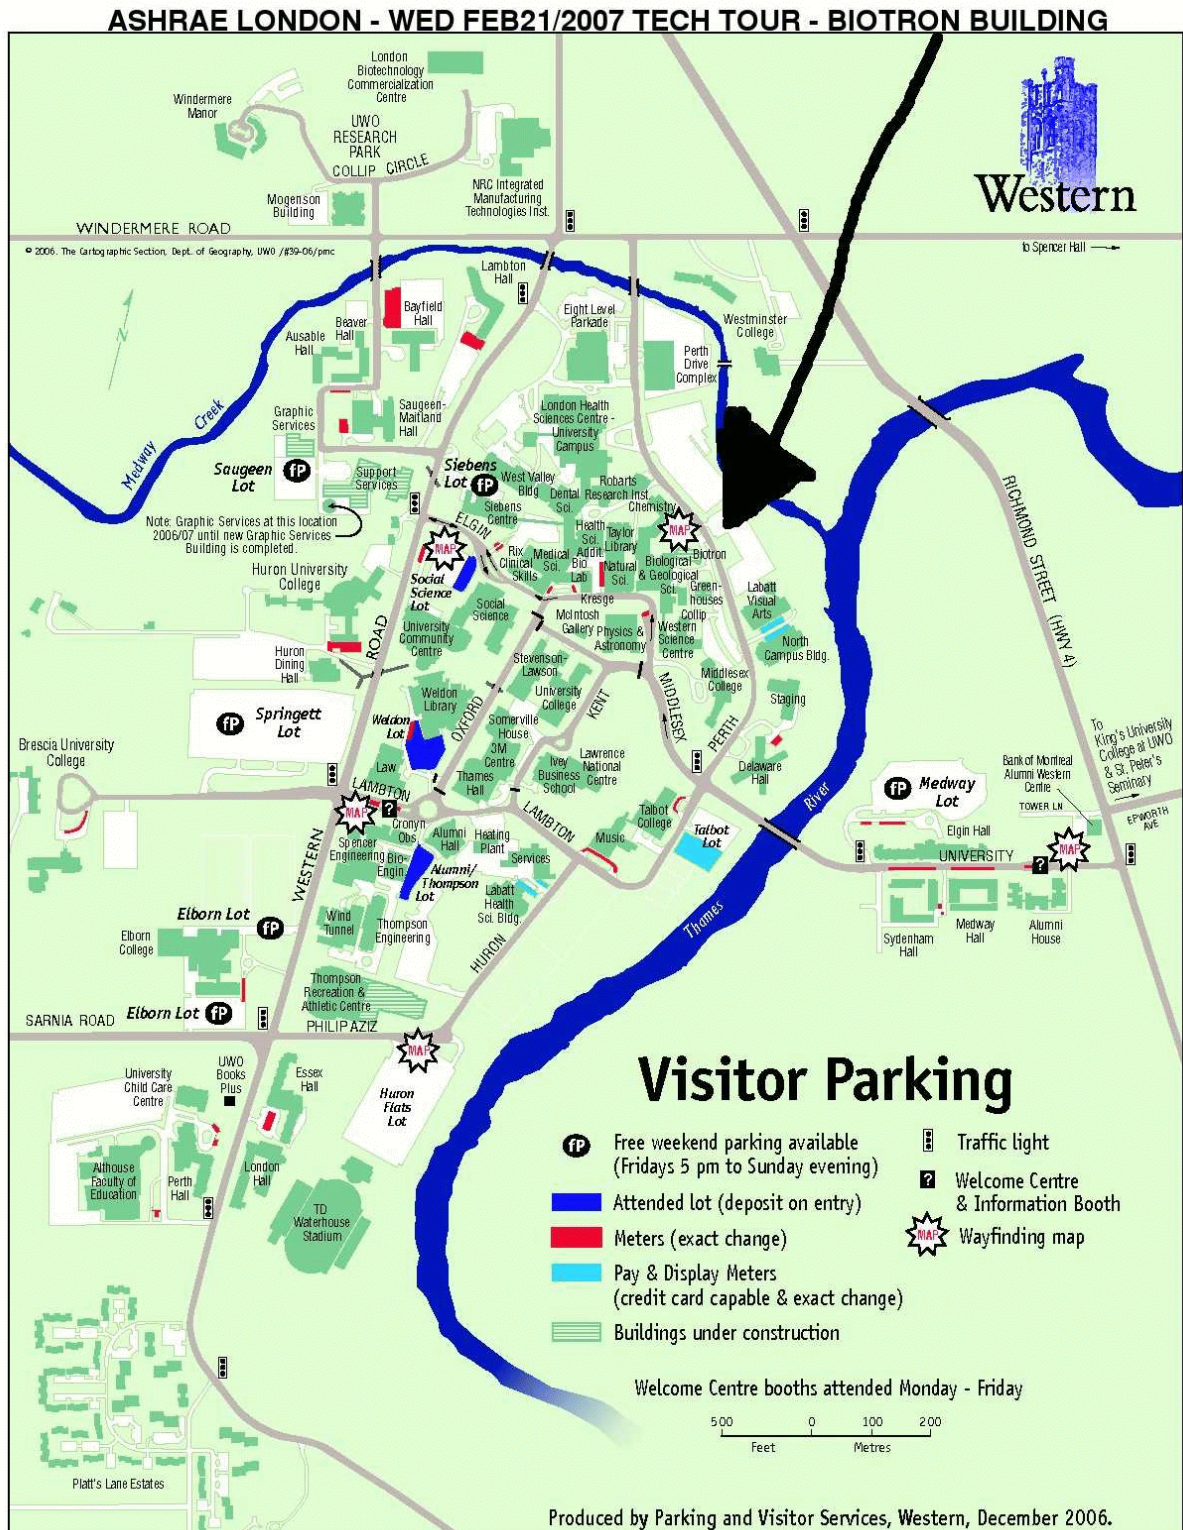 ASHRAE LONDON - WED FEB21/2007 TECH TOUR - BIOTRON BUILDING
London
Biotechnology
Commercialization
Centre
Windermere
Manor
UWO
RESEARCH
PARK
COLLIP CIRCLE
NRC Integrated
Manufacturing
Technologies Inst.
Mogenson
Building
Western
WINDERMERE ROAD
to Spencer Hall
© 2006. The Cartographic Section, Dept. of Geography, UWO /#39-06/pmc
N
Lambton
Hall
Bayfield
Hall
Beaver
Hall
Ausable
Hall
Eight Level
Parkade
Westminster
College
Perth
Drive
Complex
Medway Creek
Graphic
Services
Saugeen-
Maitland
Hall
London Health
Sciences Centre -
University
Campus
Saugeen
Lot
fP
Support
Services
Siebens
Lot
fP
West Valley
Bldg
Siebens
Centre
Dental
Sci.
Robarts
Research Inst.
Chemistry
MAP
Biotron
Note: Graphic Services at this location
2006/07 until new Graphic Services
Building is completed.
ELGIN
MAP
Rix
Clinical
Skills
Medical
Sci.
Health
Sci.
Addit
Bio
Lab
Taylor
Library
Natural
Sci.
Biological
& Geological
Sci.
Green-
houses
Collip
Labatt
Visual
Arts
RICHMOND STREET (HWY 4)
Huron University
College
Social
Science
Lot
Social
Science
Kresge
McIntosh
Gallery
Physics &
Astronomy
Western
Science
Centre
North
Campus Bldg.
University
Community
Centre
ROAD
Huron
Dining
Hall
Stevenson-
Lawson
University
College
Middlesex
College
Weldon
Library
OXFORD
KENT
MIDDLESEX
PERTH
Staging
fP
Springett
Lot
Weldon
Lot
Somerville
House
3M
Centre
Law
Thames
Hall
Ivey
Business
School
Lawrence
National
Centre
Delaware
Hall
Brescia University
College
To
King's University
College at UWO
& St. Peter's
Seminary
Bank of Montreal
Alumni Western
Centre
TOWER LN
EPWORTH
AVE
fP
Medway
Lot
Elgin Hall
MAP
UNIVERSITY
?
LAMBTON
MAP
?
Cronyn
Obs.
LAMBTON
Talbot
College
Talbot
Lot
River
Spencer
Engineering
Bio-
Engin.
Alumni
Hall
Heating
Plant
Music
Services
WESTERN
Alumni/
Thompson
Lot
Labatt
Health
Sci. Bldg.
Thames
Sydenham
Hall
Medway
Hall
Alumni
House
Elborn Lot
fP
Elborn
College
Wind
Tunnel
Thompson
Engineering
HURON
Thompson
Recreation &
Athletic Centre
Elborn Lot
fP
SARNIA ROAD
PHILIP AZIZ
MAP
UWO
Books
Plus
University
Child Care
Centre
Essex
Hall
Huron
Flats
Lot
Althouse
Faculty of
Education
Perth
Hall
London
Hall
TD
Waterhouse
Stadium
Platt's Lane Estates
Visitor Parking
fP
Free weekend parking available
(Fridays 5 pm to Sunday evening)
Attended lot (deposit on entry)
Meters (exact change)
Pay & Display Meters
(credit card capable & exact change)
Buildings under construction
Traffic light
?
Welcome Centre
& Information Booth
MAP
Wayfinding map
Welcome Centre booths attended Monday - Friday
500 0 100 200
Feet Metres
Produced by Parking and Visitor Services, Western, December 2006.